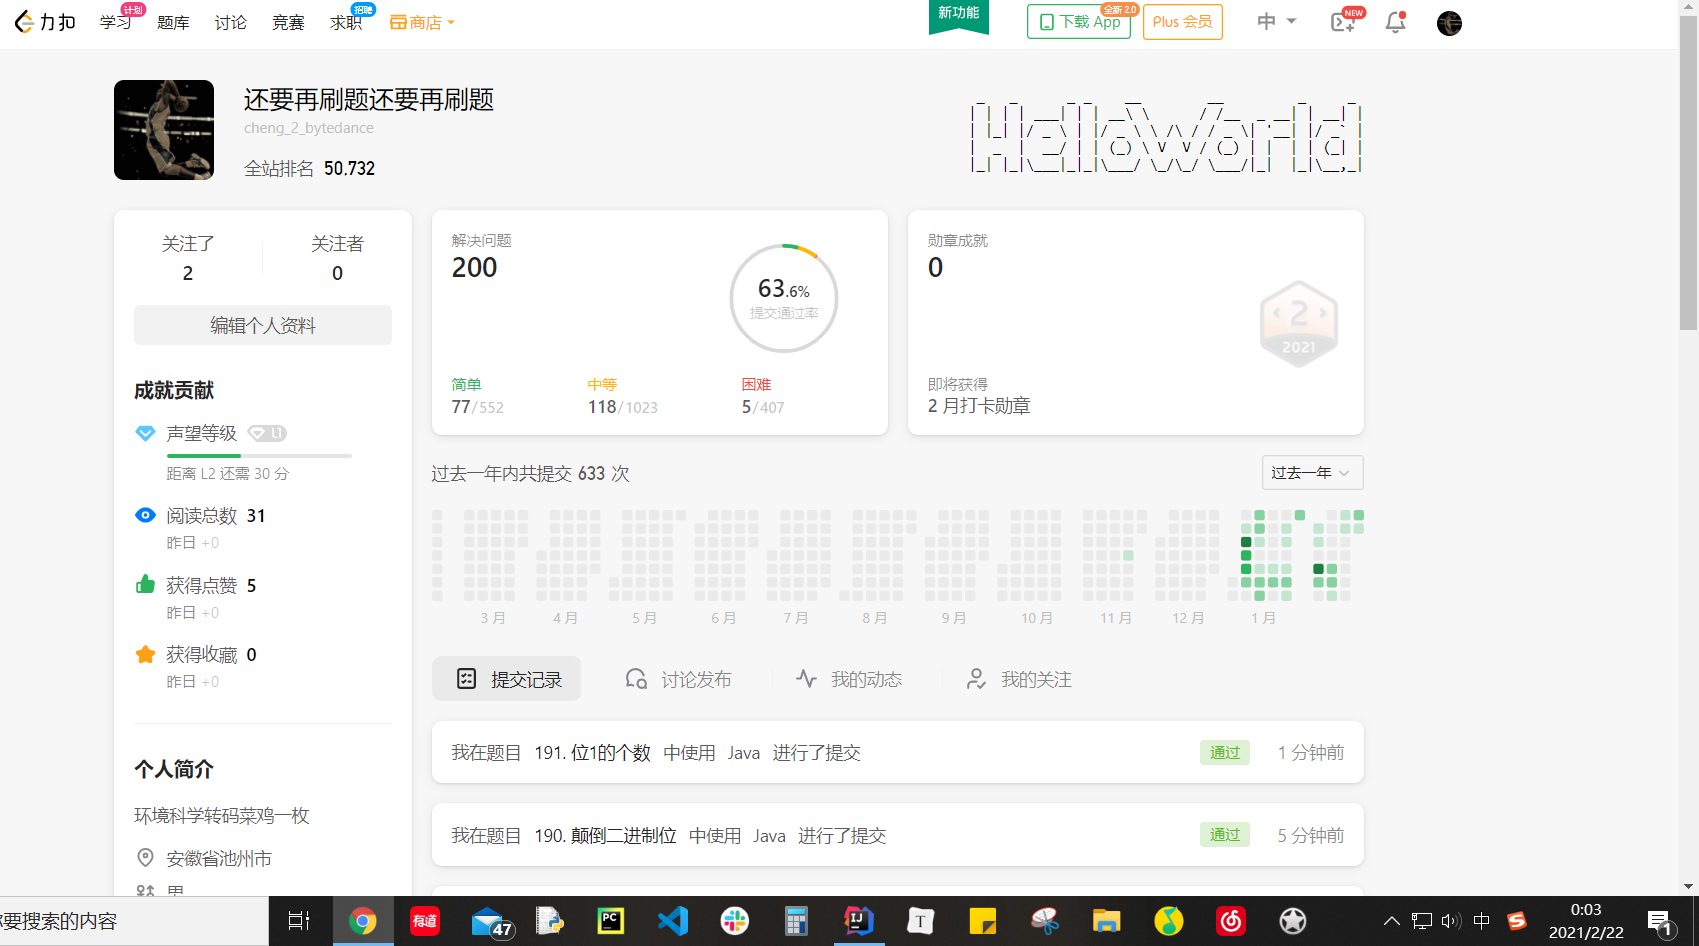 力扣 学习 计划 题库 讨论 竞赛 求职 招聘 商店 新功能 下载 App 全新 2.0 Plus 会员 中 NEW
还要再刷题还要再刷题
cheng_2_bytedance
全站排名 50,732
HelloWorld
关注了 关注者
2 0
编辑个人资料
成就贡献
声望等级 L1
距离 L2 还需 30 分
阅读总数 31
昨日 +0
获得点赞 5
昨日 +0
获得收藏 0
昨日 +0
个人简介
环境科学转码菜鸡一枚
安徽省池州市
男
解决问题
200
63.6%
提交通过率
简单 中等 困难
77/552 118/1023 5/407
勋章成就
0
2
2021
即将获得
2 月打卡勋章
过去一年内共提交 633 次 过去一年
3 月 4 月 5 月 6 月 7 月 8 月 9 月 10 月 11 月 12 月 1 月
提交记录 讨论发布 我的动态 我的关注
我在题目 191. 位1的个数 中使用 Java 进行了提交 通过 1 分钟前
我在题目 190. 颠倒二进制位 中使用 Java 进行了提交 通过 5 分钟前
要搜索的内容 有道 47 PC IJ T 中 S 0:03 1
2021/2/22